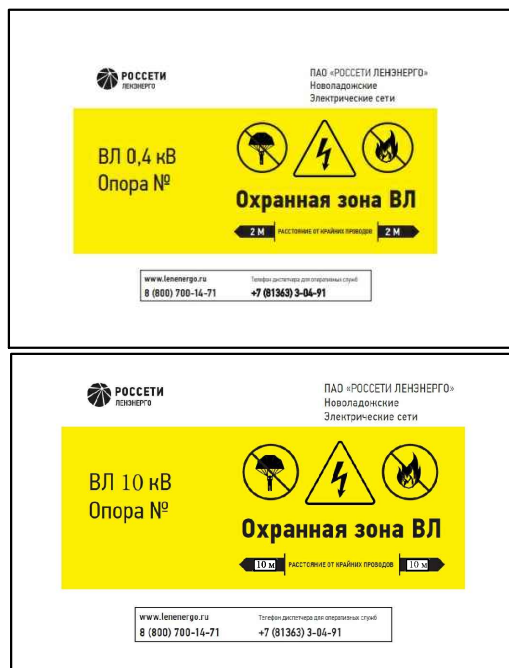 РОССЕТИ
ЛЕНЭНЕРГО
ПАО «РОССЕТИ ЛЕНЭНЕРГО»
Новоладожские
Электрические сети
ВЛ 0,4 кВ
Опора №
Охранная зона ВЛ
2 М РАССТОЯНИЕ ОТ КРАЙНИХ ПРОВОДОВ 2 М
www.lenenergo.ru
8 (800) 700-14-71
Телефон диспетчера для оперативных служб
+7 (81363) 3-04-91
РОССЕТИ
ЛЕНЭНЕРГО
ПАО «РОССЕТИ ЛЕНЭНЕРГО»
Новоладожские
Электрические сети
ВЛ 10 кВ
Опора №
Охранная зона ВЛ
10 м РАССТОЯНИЕ ОТ КРАЙНИХ ПРОВОДОВ 10 м
www.lenenergo.ru
8 (800) 700-14-71
Телефон диспетчера для оперативных служб
+7 (81363) 3-04-91